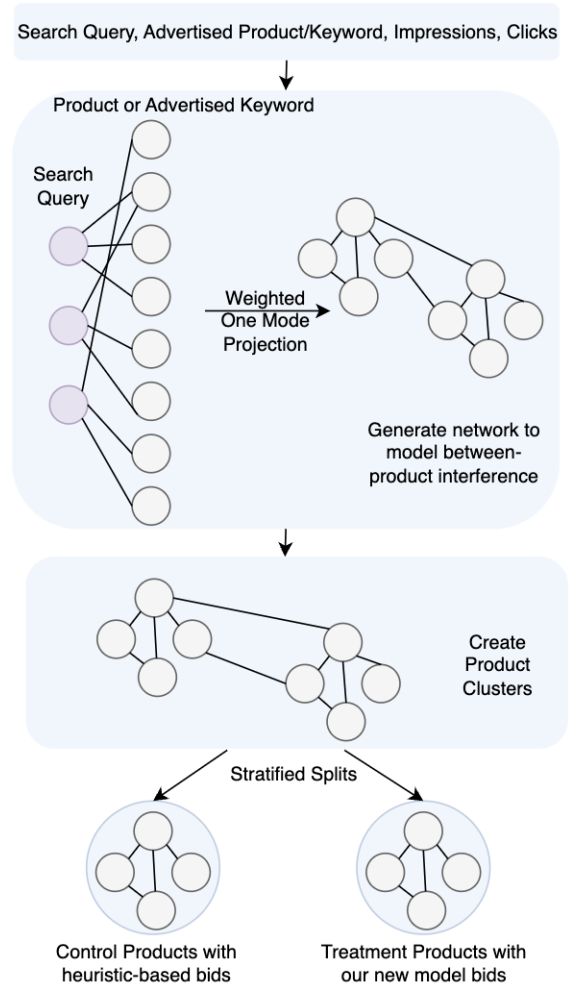 Search Query, Advertised Product/Keyword, Impressions, Clicks
Product or Advertised Keyword
Search
Query
Weighted
One Mode
Projection
Generate network to
model between-
product interference
Create
Product
Clusters
Stratified Splits
Control Products with
heuristic-based bids
Treatment Products with
our new model bids